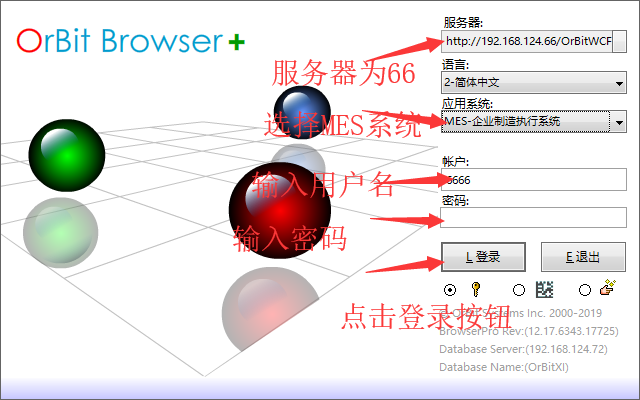 OrBit Browser+
服务器:
http://192.168.124.66/OrBitWCF
服务器为66
语言:
2-简体中文
应用系统:
选择MES系统
MES-企业制造执行系统
帐户:
输入用户名
6666
密码:
输入密码
L 登录
E 退出
点击登录按钮
© OrBit Systems Inc. 2000-2019
BrowserPro Rev:(12.17.6343.17725)
Database Server:(192.168.124.72)
Database Name:(OrBitXI)